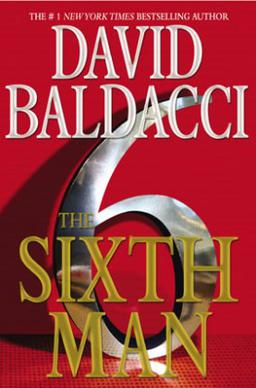 THE #1 NEW YORK TIMES BESTSELLING AUTHOR
DAVID
BALDACCI
6
THE
SIXTH
MAN